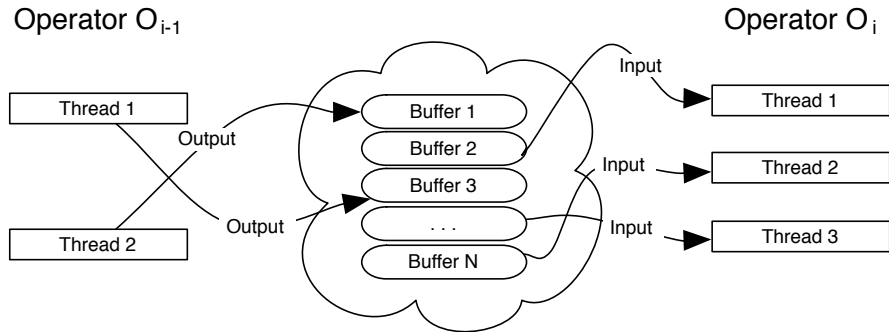 Operator O i-1
Operator O i
Thread 1
Thread 2
Output
Output
Buffer 1
Buffer 2
Buffer 3
. . .
Buffer N
Input
Input
Input
Thread 1
Thread 2
Thread 3